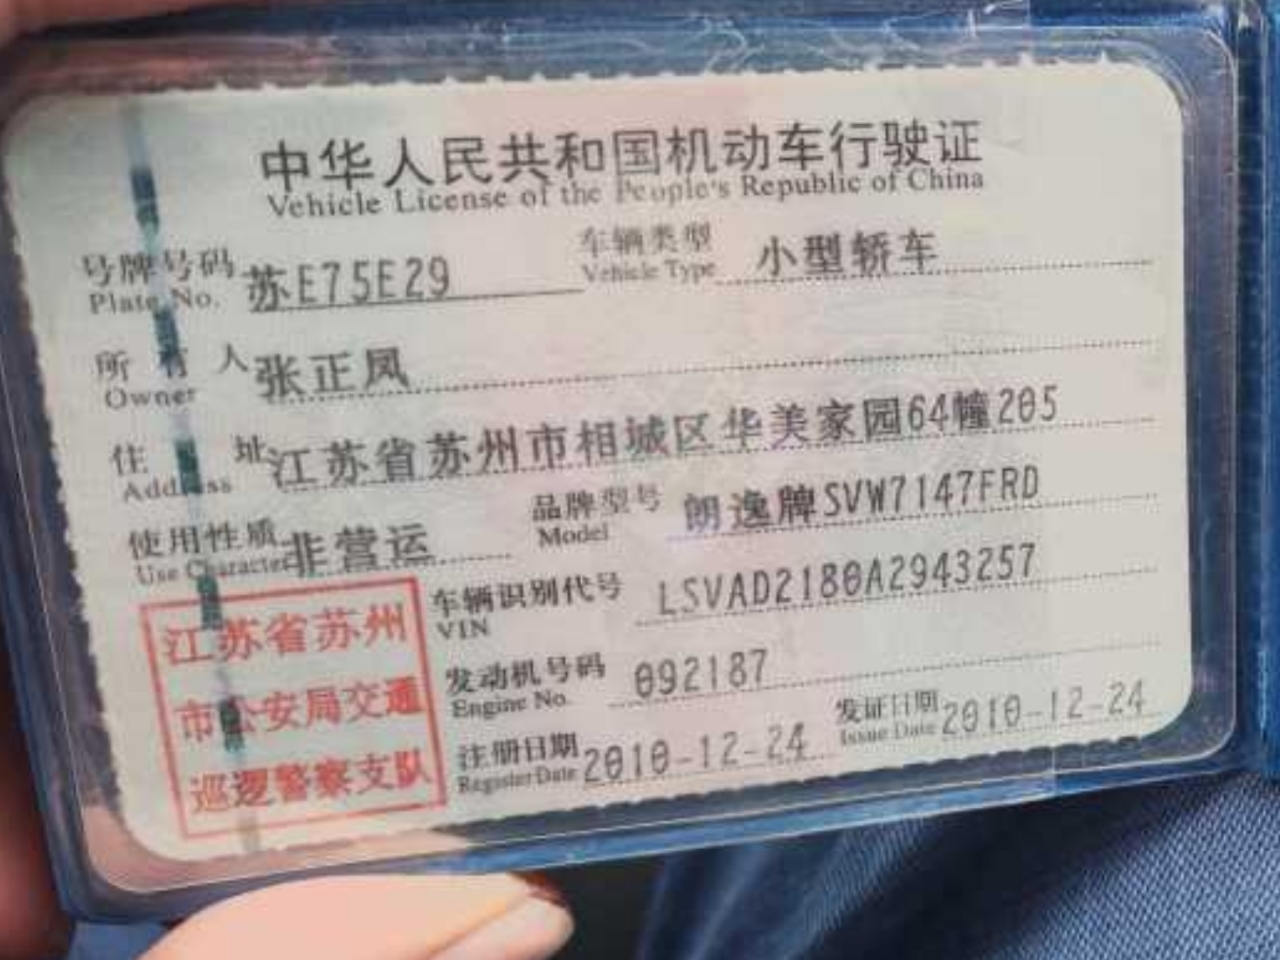 中华人民共和国机动车行驶证
Vehicle License of the People's Republic of China
号牌号码 苏E75E29 车辆类型 小型轿车
Plate No. Vehicle Type
所有人 张正凤
Owner
住址 江苏省苏州市相城区华美家园64幢205
Address
使用性质 非营运 品牌型号 朗逸牌SVW7147FRD
Use Character Model
车辆识别代号 LSVAD2180A2943257
VIN
发动机号码 092187
Engine No.
注册日期 2010-12-24 发证日期 2010-12-24
Register Date Issue Date
江苏省苏州
市公安局交通
巡逻警察支队